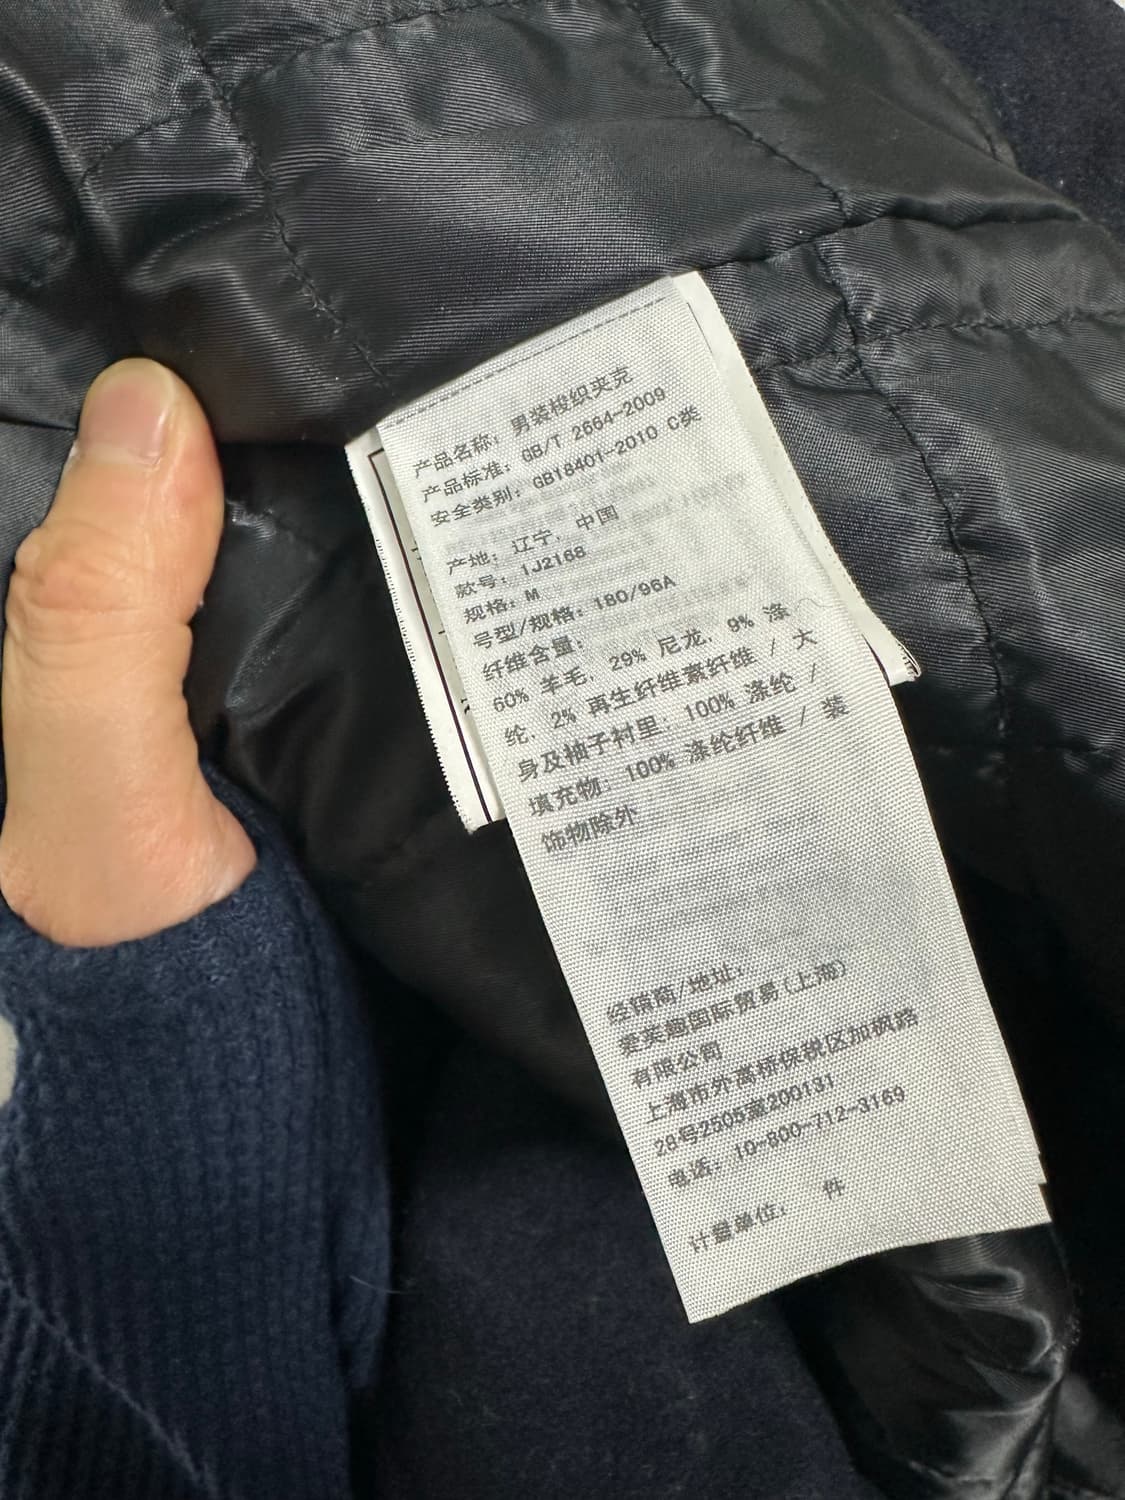 产品名称: 男装梭织夹克
产品标准: GB/T 2664-2009
安全类别: GB18401-2010 C类
产地: 辽宁, 中国
款号: 1J2168
规格: M
号型/规格: 180/96A
纤维含量:
60% 羊毛, 29% 尼龙, 9% 涤
纶, 2% 再生纤维素纤维 / 大
身及袖子衬里: 100% 涤纶 /
填充物: 100% 涤纶纤维 / 装
饰物除外
经销商/地址:
爱芙趣国际贸易(上海)
有限公司
上海市外高桥保税区加枫路
28号2505室200131
电话: 10-800-712-3169
计量单位: 件